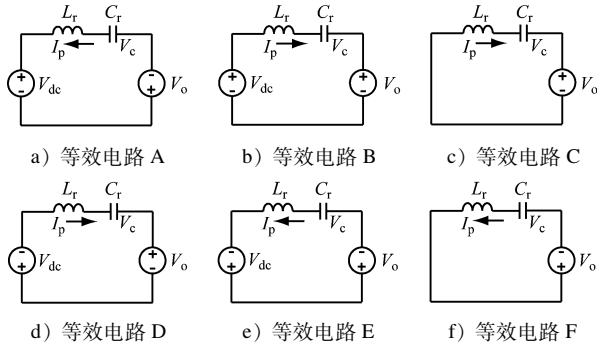 Lr Cr
Ip Vc
Vdc Vo
a）等效电路 A
Lr Cr
Ip Vc
Vdc Vo
b）等效电路 B
Lr Cr
Ip Vc
Vo
c）等效电路 C
Lr Cr
Ip Vc
Vdc Vo
d）等效电路 D
Lr Cr
Ip Vc
Vdc Vo
e）等效电路 E
Lr Cr
Ip Vc
Vo
f）等效电路 F